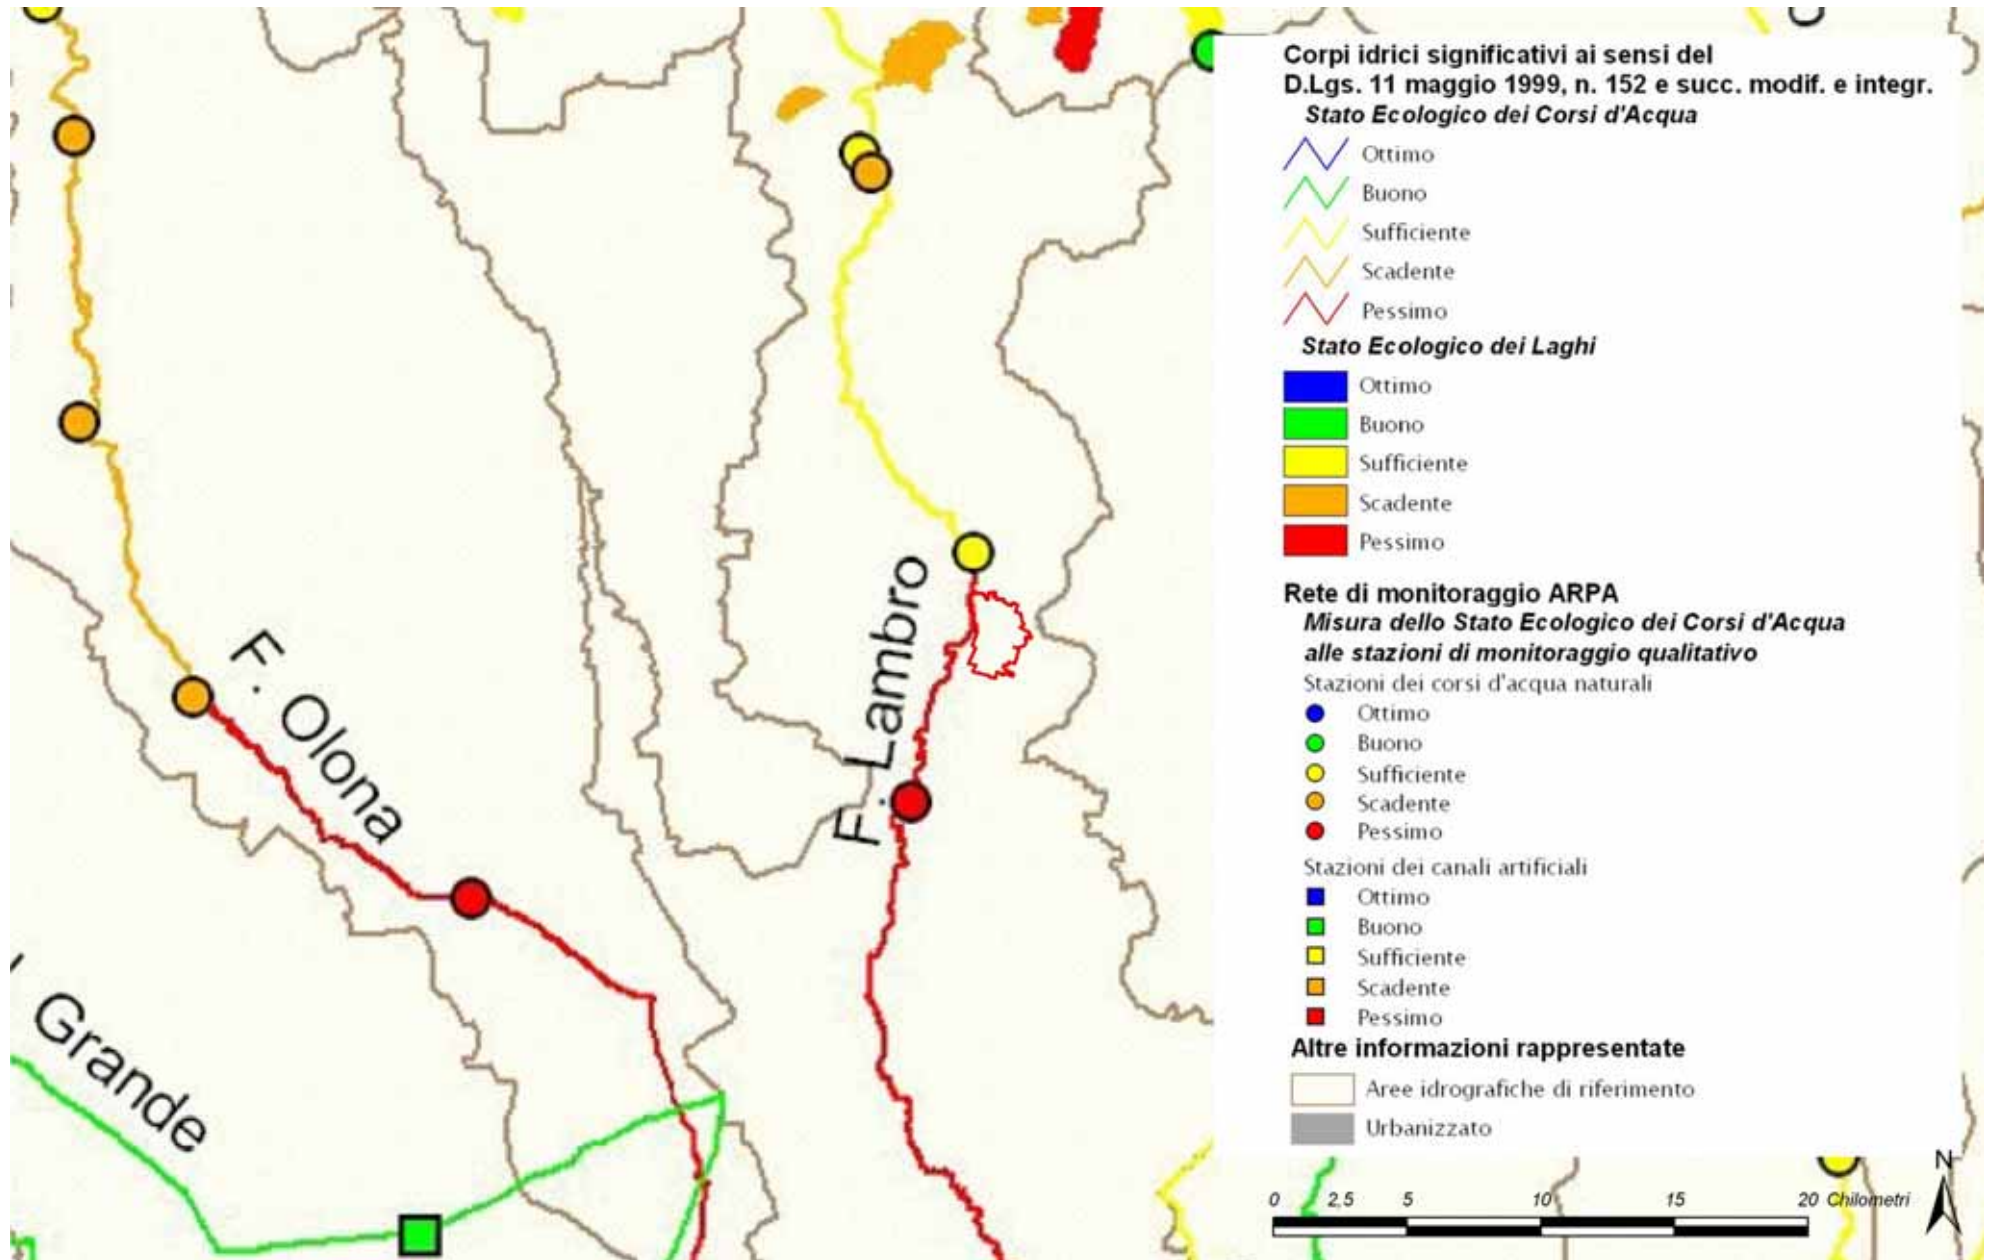 F. Olona
F. Lambro
Grande
Corpi idrici significativi ai sensi del
D.Lgs. 11 maggio 1999, n. 152 e succ. modif. e integr.
Stato Ecologico dei Corsi d'Acqua
Ottimo
Buono
Sufficiente
Scadente
Pessimo
Stato Ecologico dei Laghi
Ottimo
Buono
Sufficiente
Scadente
Pessimo
Rete di monitoraggio ARPA
Misura dello Stato Ecologico dei Corsi d'Acqua
alle stazioni di monitoraggio qualitativo
Stazioni dei corsi d'acqua naturali
Ottimo
Buono
Sufficiente
Scadente
Pessimo
Stazioni dei canali artificiali
Ottimo
Buono
Sufficiente
Scadente
Pessimo
Altre informazioni rappresentate
Aree idrografiche di riferimento
Urbanizzato
N
0 2,5 5 10 15 20 Chilometri